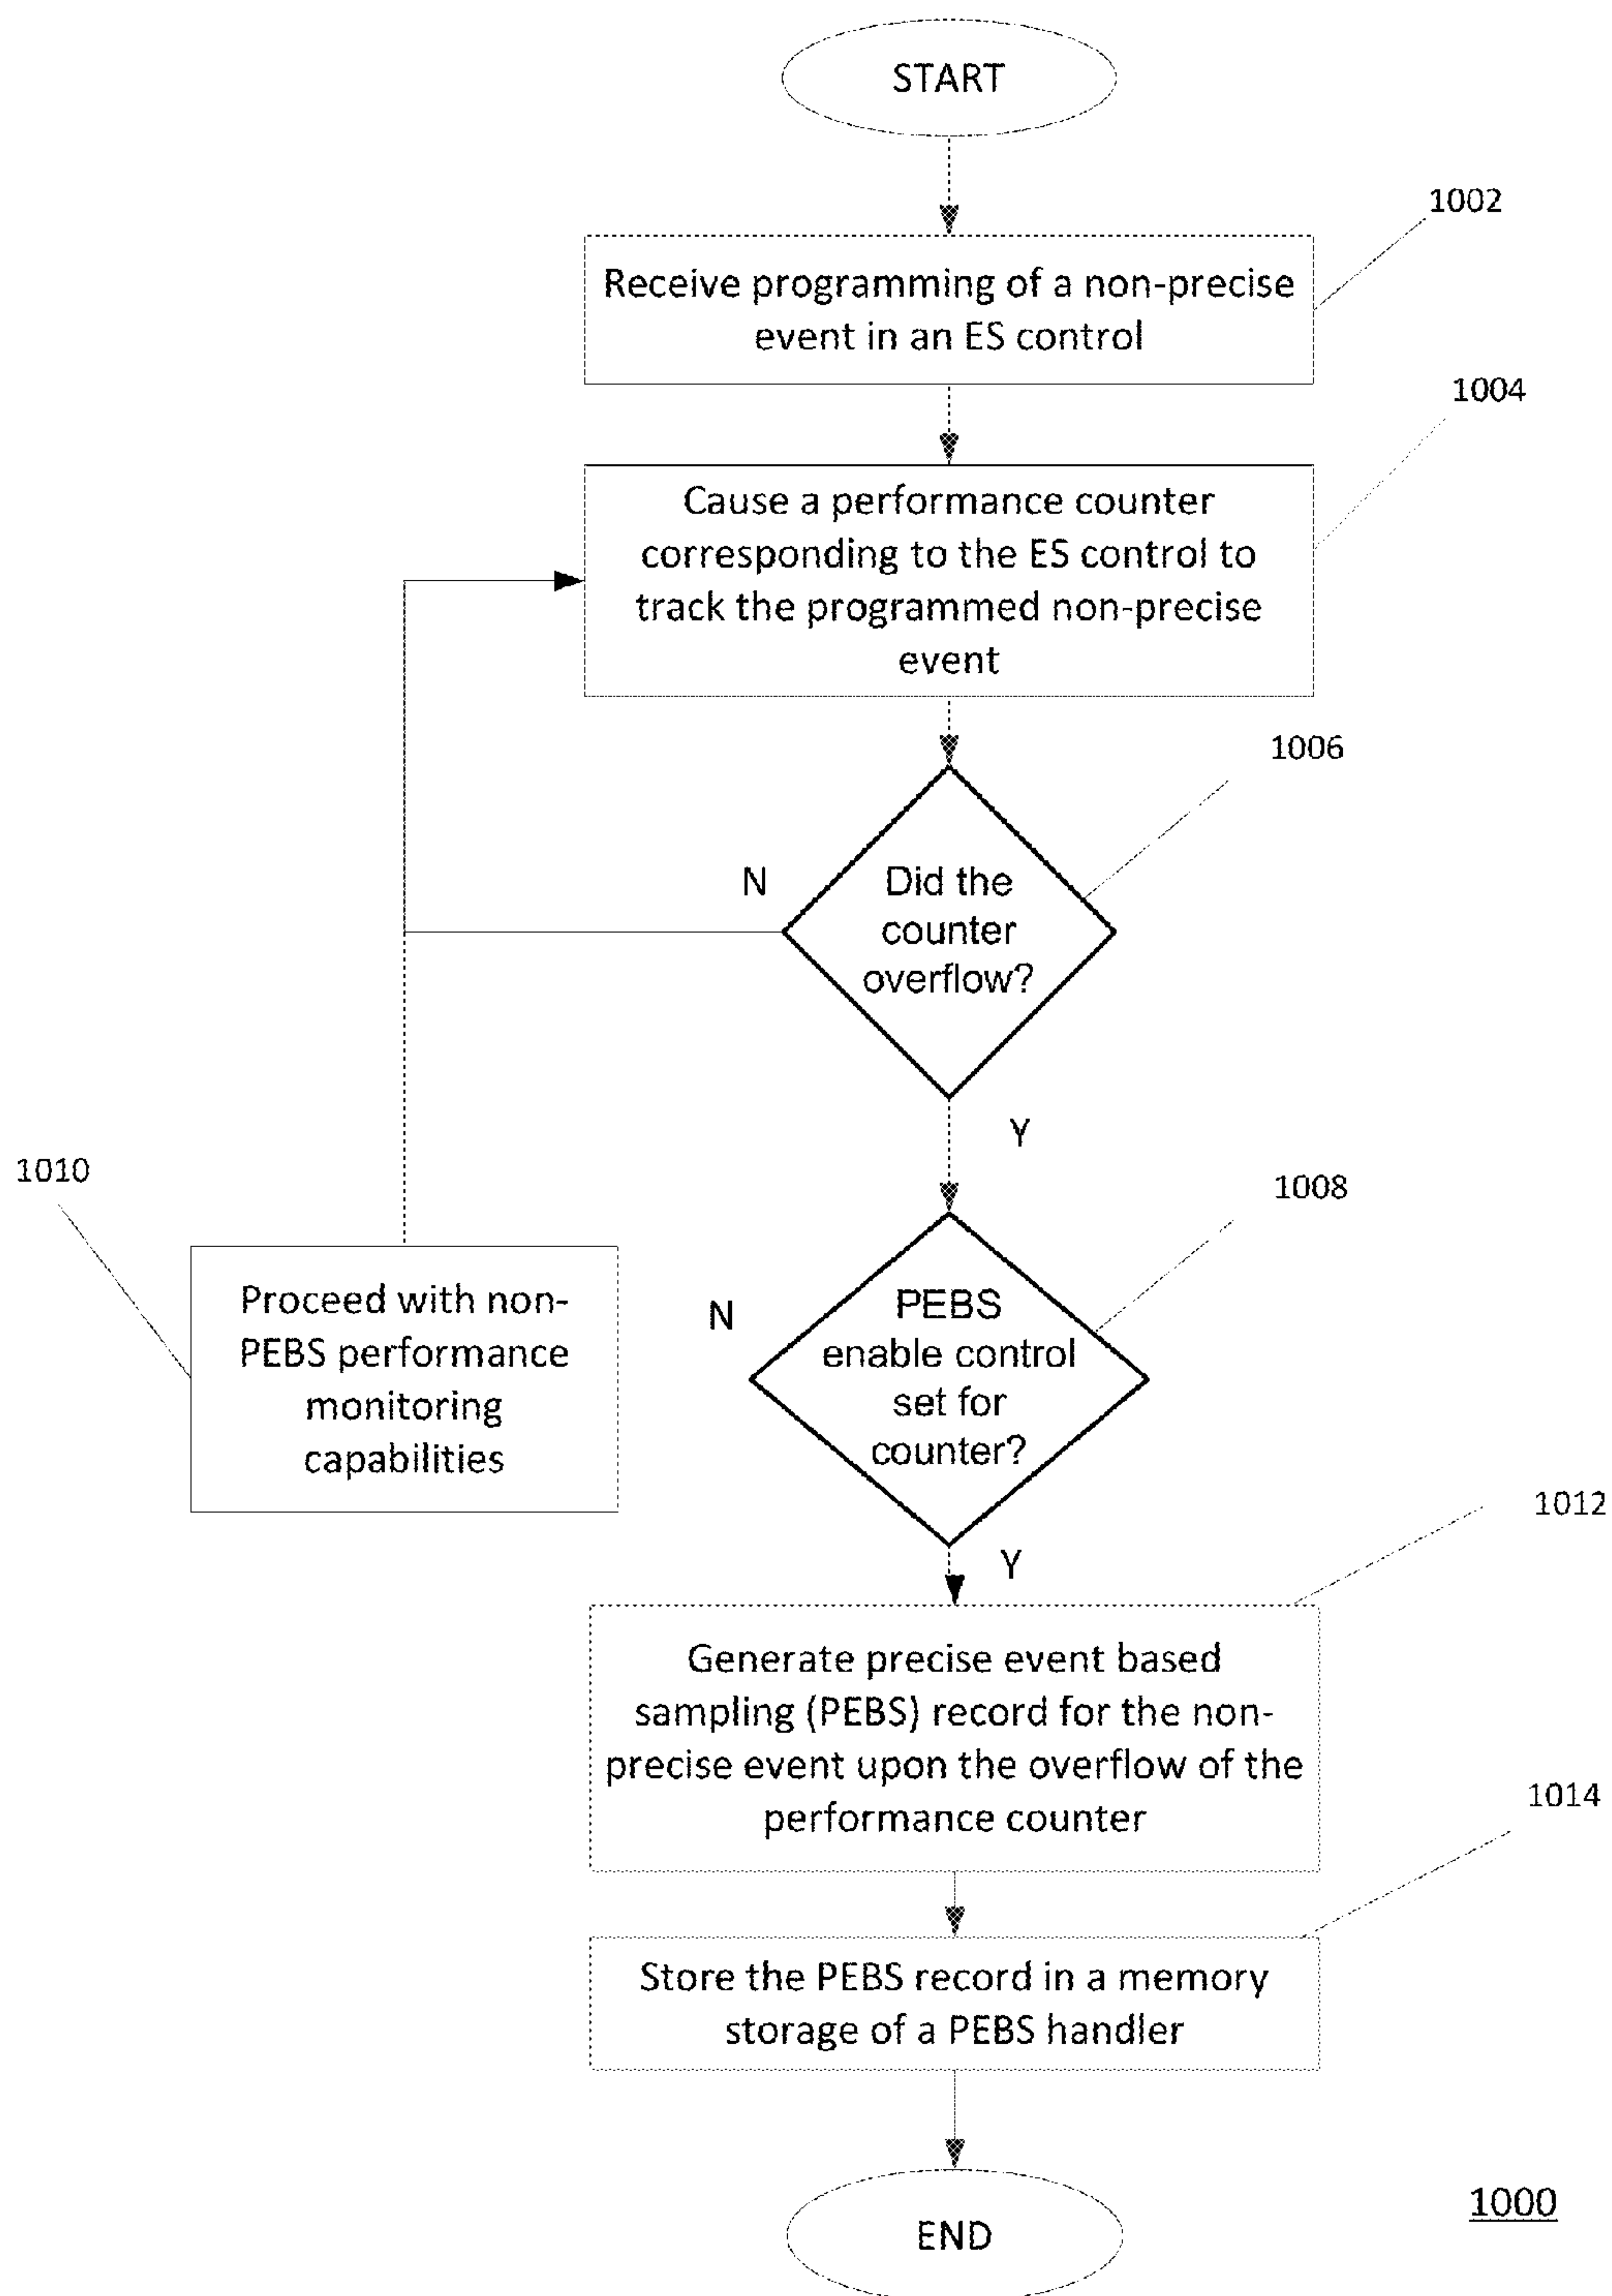 START
1002
Receive programming of a non-precise
event in an ES control
1004
Cause a performance counter
corresponding to the ES control to
track the programmed non-precise
event
1006
N
Did the
counter
overflow?
Y
1010
1008
Proceed with non-
PEBS performance
monitoring
capabilities
N
PEBS
enable control
set for
counter?
1012
Y
Generate precise event based
sampling (PEBS) record for the non-
precise event upon the overflow of the
performance counter
1014
Store the PEBS record in a memory
storage of a PEBS handler
1000
END